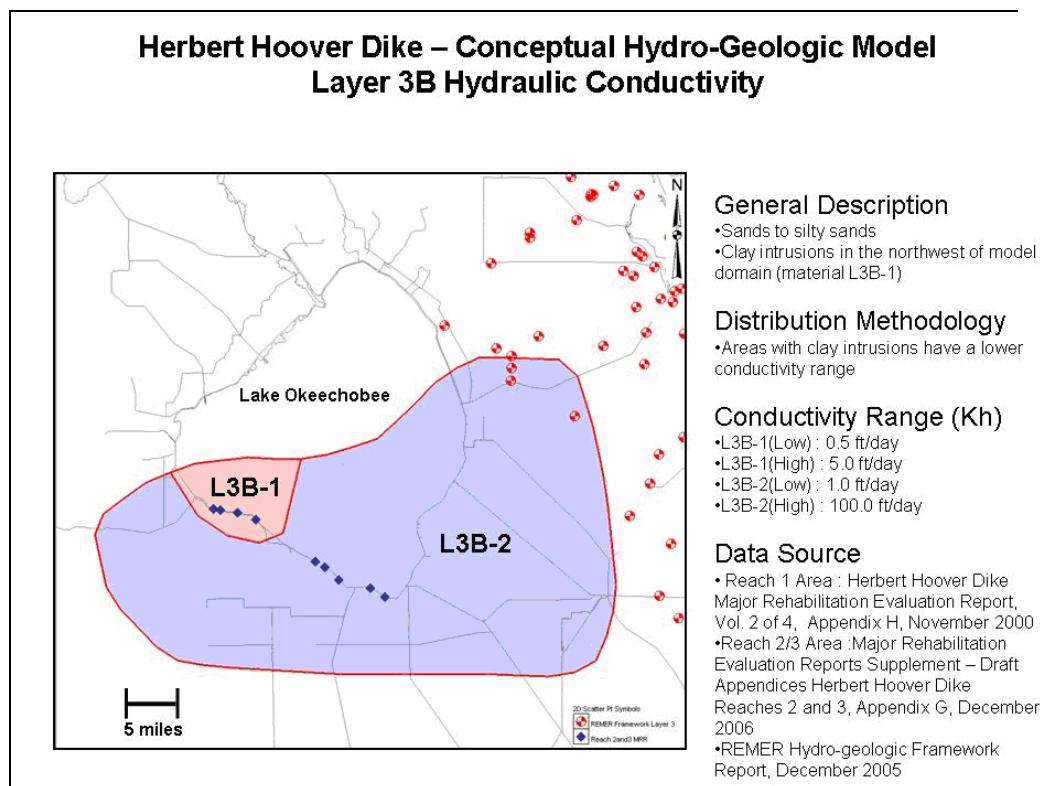 Herbert Hoover Dike – Conceptual Hydro-Geologic Model
Layer 3B Hydraulic Conductivity
N
Lake Okeechobee
L3B-1
L3B-2
5 miles
2D Scatter Pt Symbols
REMER Framework Layer 3
Reach 2and3 MRR
General Description
•Sands to silty sands
•Clay intrusions in the northwest of model
domain (material L3B-1)
Distribution Methodology
•Areas with clay intrusions have a lower
conductivity range
Conductivity Range (Kh)
•L3B-1(Low) : 0.5 ft/day
•L3B-1(High) : 5.0 ft/day
•L3B-2(Low) : 1.0 ft/day
•L3B-2(High) : 100.0 ft/day
Data Source
• Reach 1 Area : Herbert Hoover Dike
Major Rehabilitation Evaluation Report,
Vol. 2 of 4, Appendix H, November 2000
•Reach 2/3 Area :Major Rehabilitation
Evaluation Reports Supplement – Draft
Appendices Herbert Hoover Dike
Reaches 2 and 3, Appendix G, December
2006
•REMER Hydro-geologic Framework
Report, December 2005